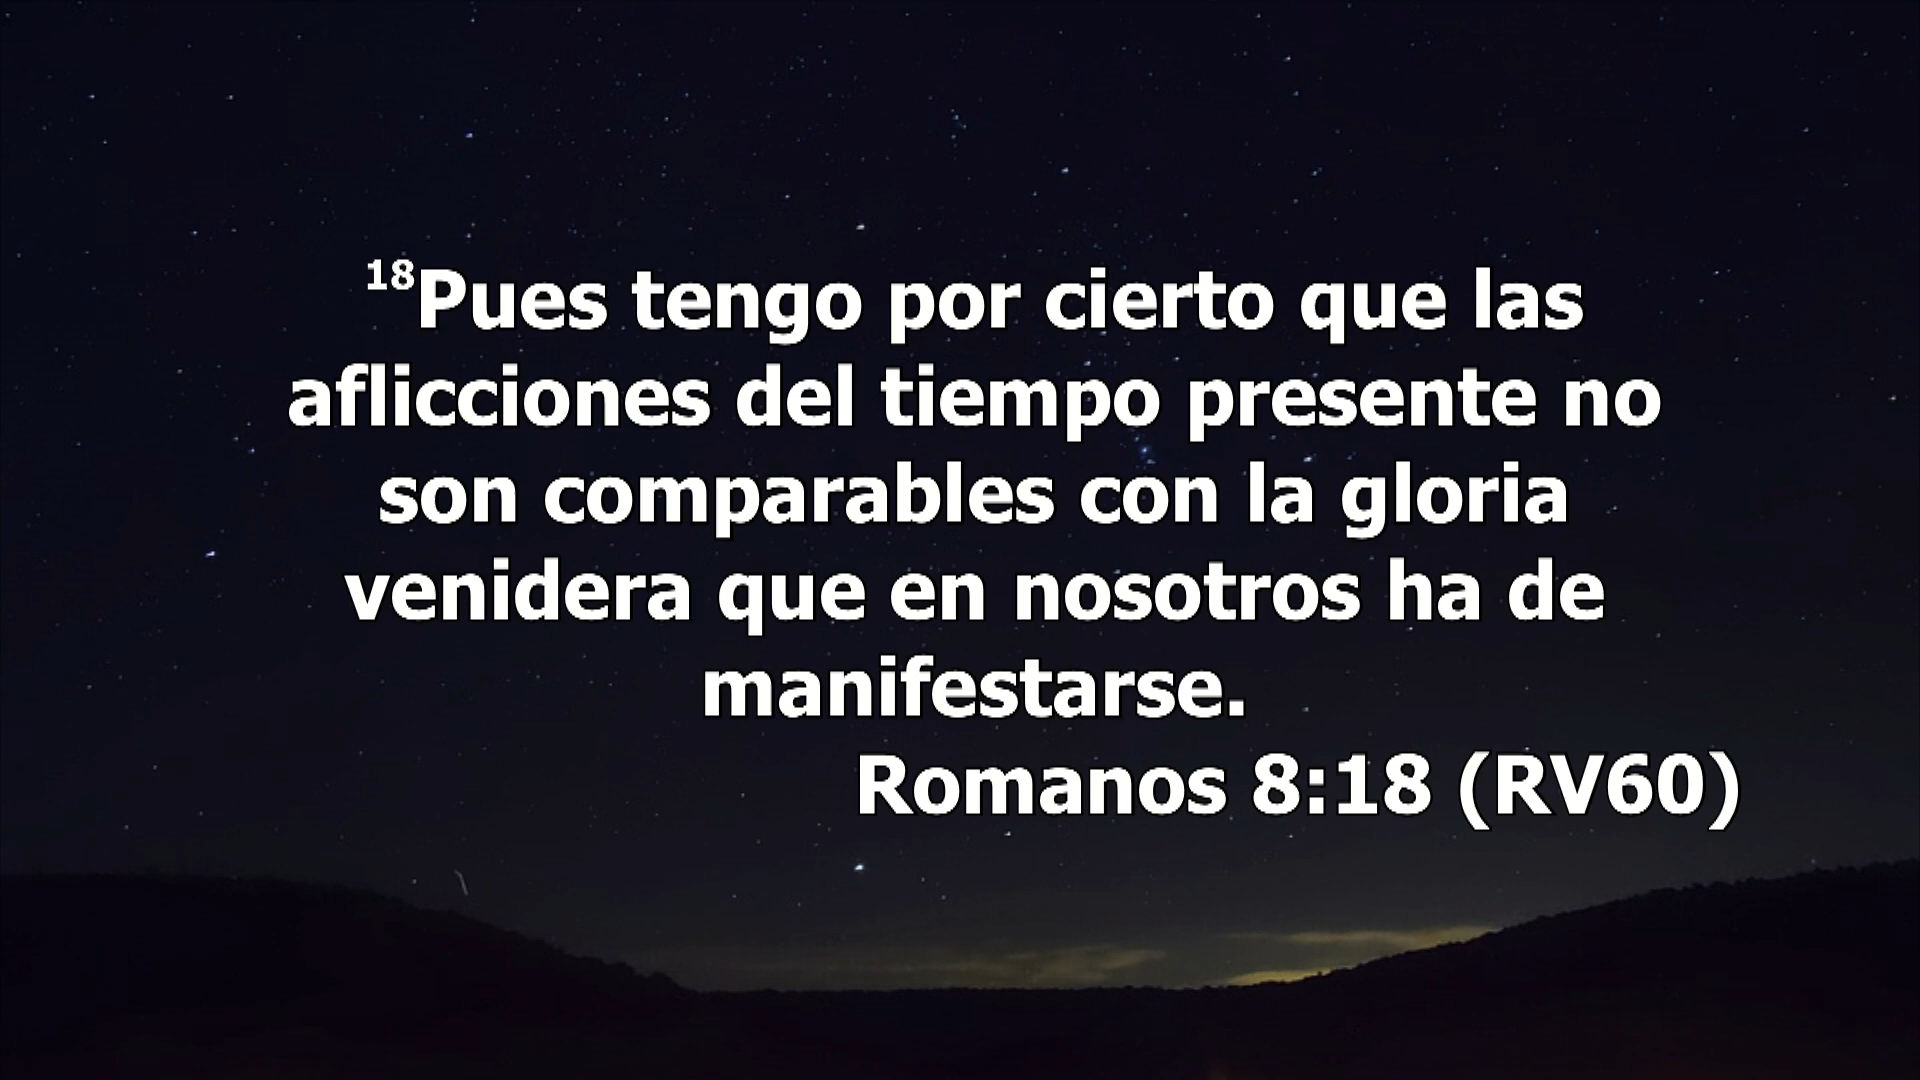 18Pues tengo por cierto que las
aflicciones del tiempo presente no
son comparables con la gloria
venidera que en nosotros ha de
manifestarse.
Romanos 8:18 (RV60)